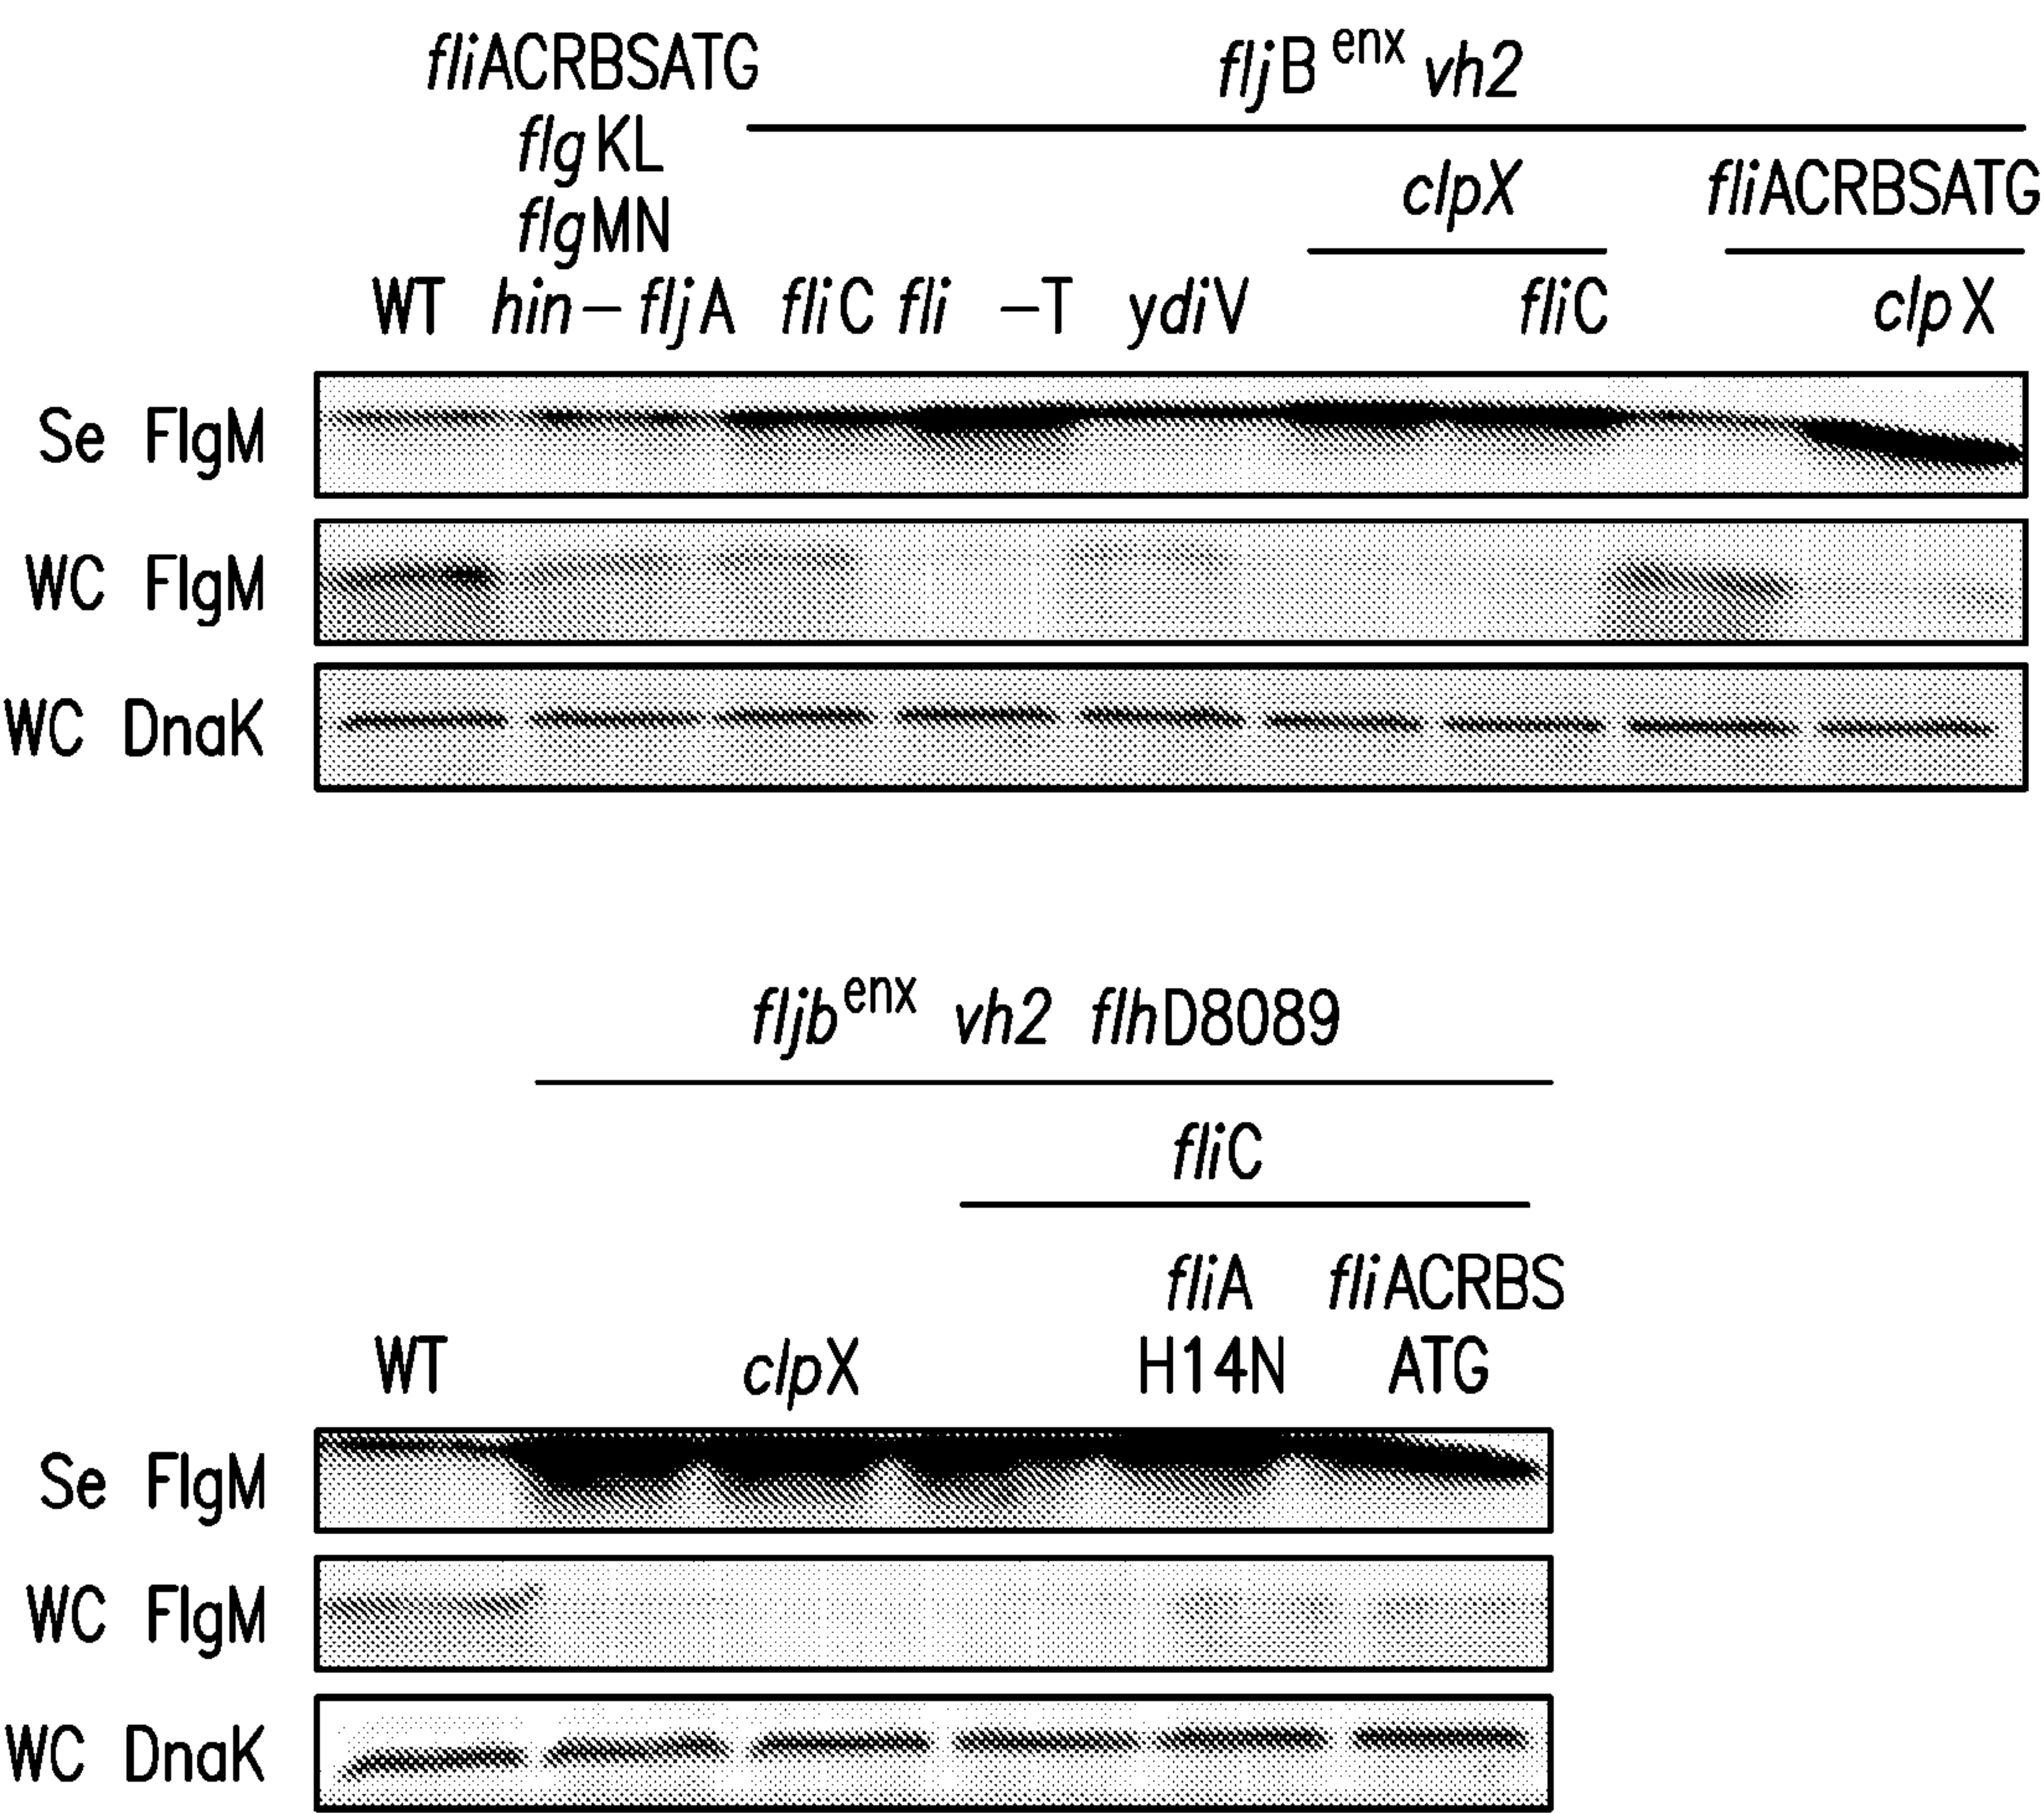 fliACRBSATG fljB enx vh2
flgKL
clpX fliACRBSATG
flgMN
WT hin-fljA fliC fli -T ydiV fliC clpX
Se FlgM
WC FlgM
WC DnaK
fljb enx vh2 flhD8089
fliC
fliA fliACRBS
WT clpX H14N ATG
Se FlgM
WC FlgM
WC DnaK